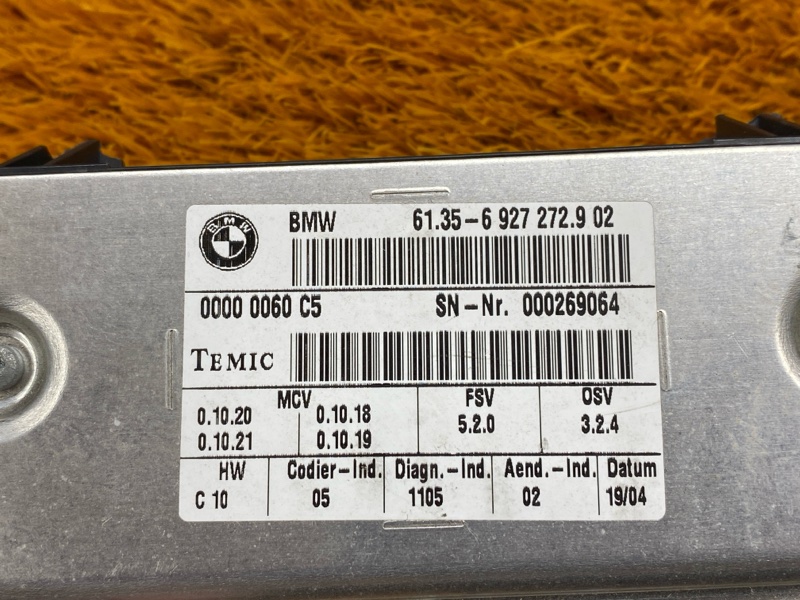 BMW
BMW 61.35-6 927 272.9 02
0000 0060 C5 SN-Nr. 000269064
TEMIC
MCV FSV OSV
0.10.20 0.10.18 5.2.0 3.2.4
0.10.21 0.10.19
HW Codier-Ind. Diagn.-Ind. Aend.-Ind. Datum
C 10 05 1105 02 19/04